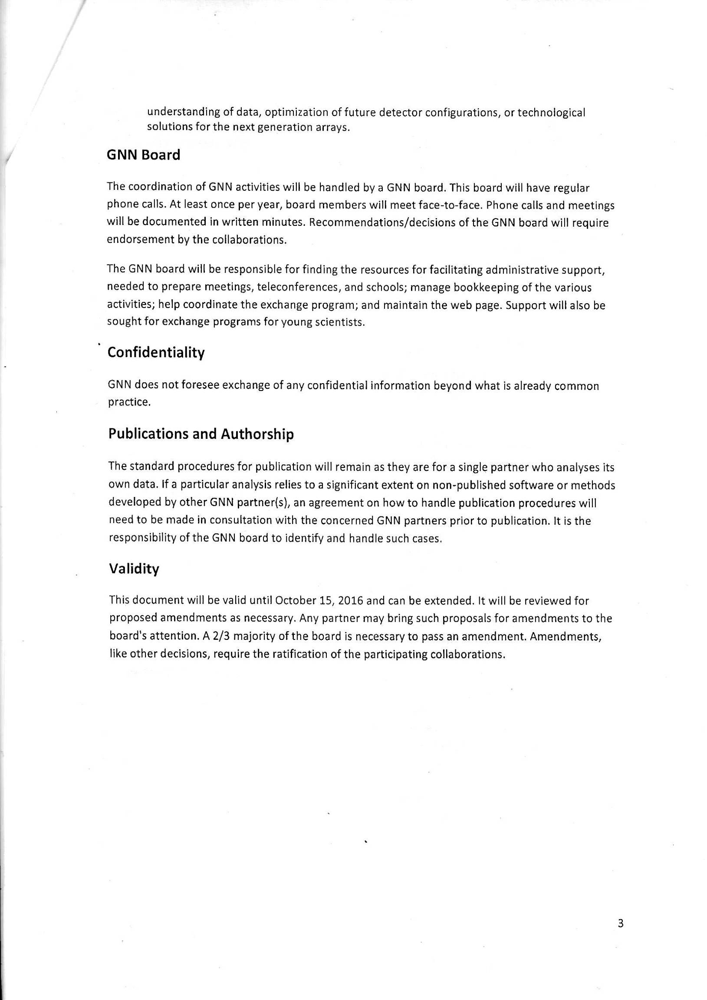 understanding of data, optimization of future detector configurations, or technological
solutions for the next generation arrays.
GNN Board
The coordination of GNN activities will be handled by a GNN board. This board will have regular
phone calls. At least once per year, board members will meet face-to-face. Phone calls and meetings
will be documented in written minutes. Recommendations/decisions of the GNN board will require
endorsement by the collaborations.
The GNN board will be responsible for finding the resources for facilitating administrative support,
needed to prepare meetings, teleconferences, and schools; manage bookkeeping of the various
activities; help coordinate the exchange program; and maintain the web page. Support will also be
sought for exchange programs for young scientists.
Confidentiality
GNN does not foresee exchange of any confidential information beyond what is already common
practice.
Publications and Authorship
The standard procedures for publication will remain as they are for a single partner who analyses its
own data. If a particular analysis relies to a significant extent on non-published software or methods
developed by other GNN partner(s), an agreement on how to handle publication procedures will
need to be made in consultation with the concerned GNN partners prior to publication. It is the
responsibility of the GNN board to identify and handle such cases.
Validity
This document will be valid until October 15, 2016 and can be extended. It will be reviewed for
proposed amendments as necessary. Any partner may bring such proposals for amendments to the
board's attention. A 2/3 majority of the board is necessary to pass an amendment. Amendments,
like other decisions, require the ratification of the participating collaborations.
3